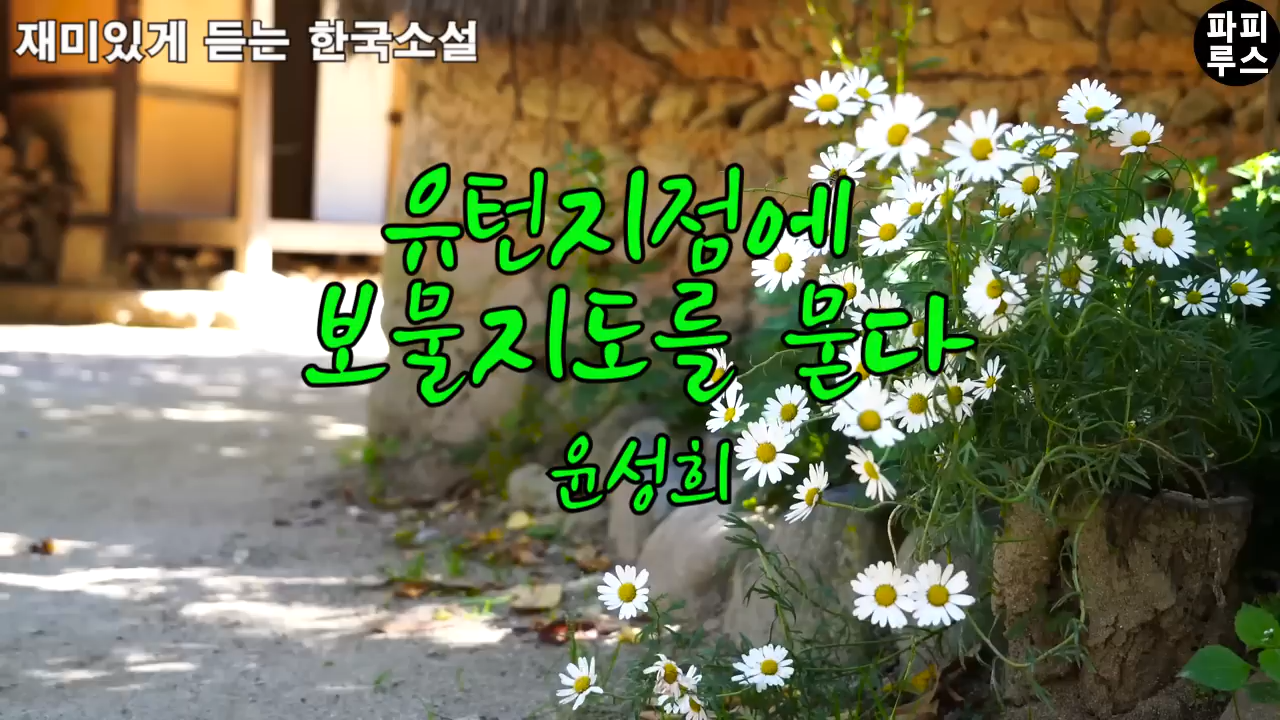 재미있게 듣는 한국소설
파피
루스
유턴지점에
보물지도를 묻다
윤성희